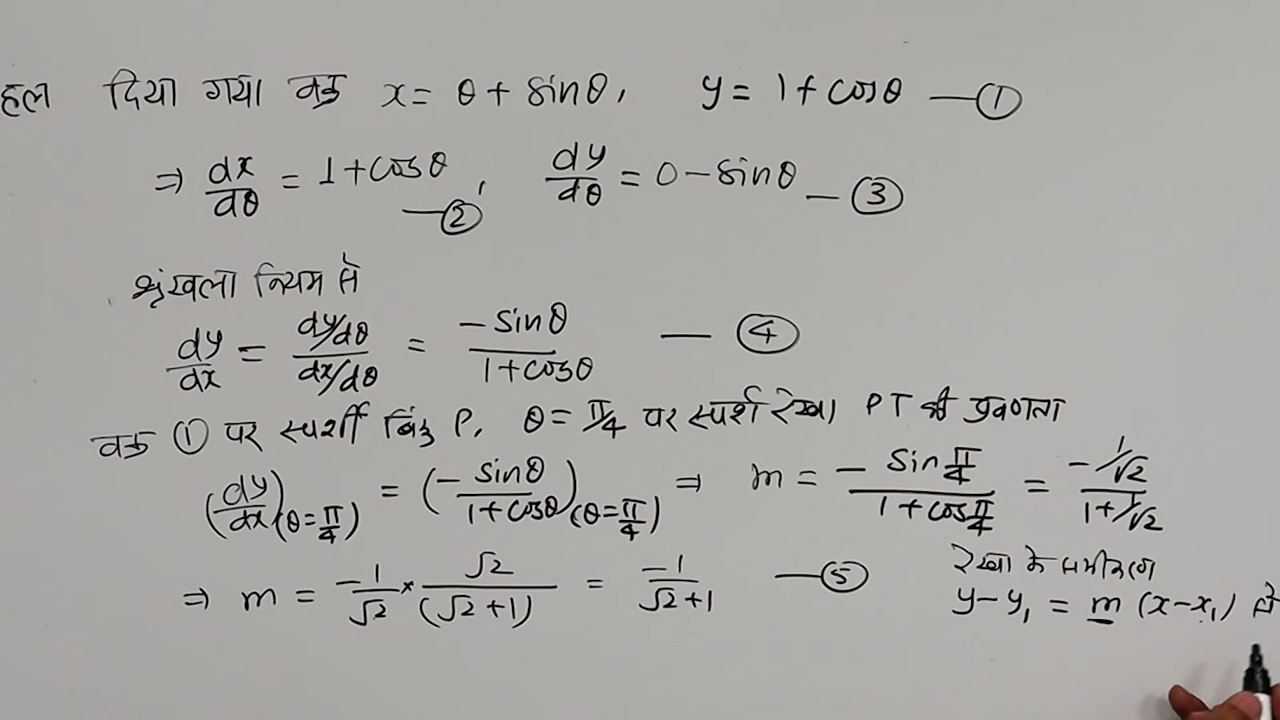 हल दिया गया वक्र x = θ + sinθ, y = 1 + cosθ —①
⇒ dx/dθ = 1 + cosθ —②, dy/dθ = 0 - sinθ —③
श्रृंखला नियम से
dy/dx = (dy/dθ)/(dx/dθ) = -sinθ/(1+cosθ) —④
वक्र ① पर स्पर्शी बिंदु P, θ = π/4 पर स्पर्श रेखा PT की प्रवणता
(dy/dx)(θ=π/4) = (-sinθ/(1+cosθ))(θ=π/4) ⇒ m = -sin π/4/(1+cos π/4) = (-1/√2)/(1+1/√2)
⇒ m = -1/√2 × √2/(√2+1) = -1/(√2+1) —⑤
रेखा के समीकरण
y-y₁ = m (x-x₁) से